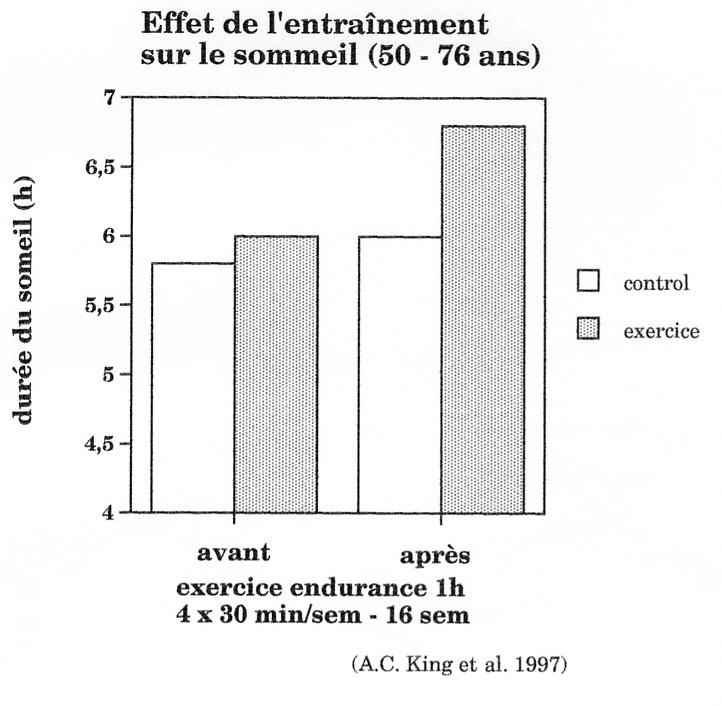 Effet de l'entraînement
sur le sommeil (50 - 76 ans)
durée du someil (h)
7
6,5
6
5,5
5
4,5
4
control
exercice
avant
après
exercice endurance 1h
4 x 30 min/sem - 16 sem
(A.C. King et al. 1997)